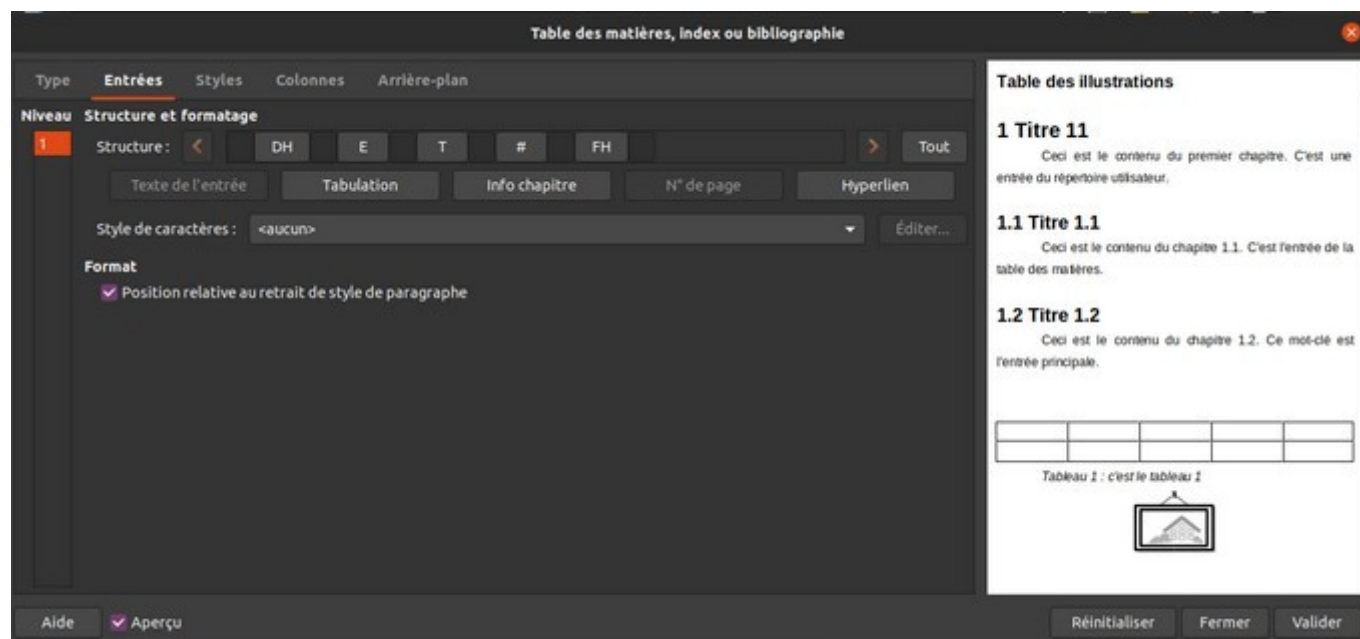 Table des matières, index ou bibliographie
Type Entrées Styles Colonnes Arrière-plan
Niveau Structure et formatage
1 Structure : < DH E T # FH > Tout
Texte de l'entrée Tabulation Info chapitre N° de page Hyperlien
Style de caractères : <aucun> Éditer...
Format
Position relative au retrait de style de paragraphe
Aide Aperçu Réinitialiser Fermer Valider
Table des illustrations
1 Titre 11
Ceci est le contenu du premier chapitre. C'est une
entrée du répertoire utilisateur.
1.1 Titre 1.1
Ceci est le contenu du chapitre 1.1. C'est l'entrée de la
table des matières.
1.2 Titre 1.2
Ceci est le contenu du chapitre 1.2. Ce mot-clé est
l'entrée principale.
Tableau 1 : c'est le tableau 1